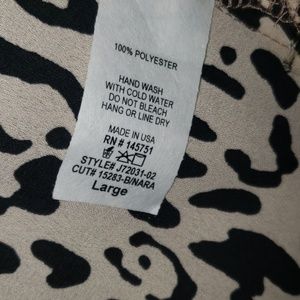 100% POLYESTER
HAND WASH
WITH COLD WATER
DO NOT BLEACH
HANG OR LINE DRY
MADE IN USA
RN # 145751
STYLE# J72031-02
CUT# 15283-B/NARA
Large